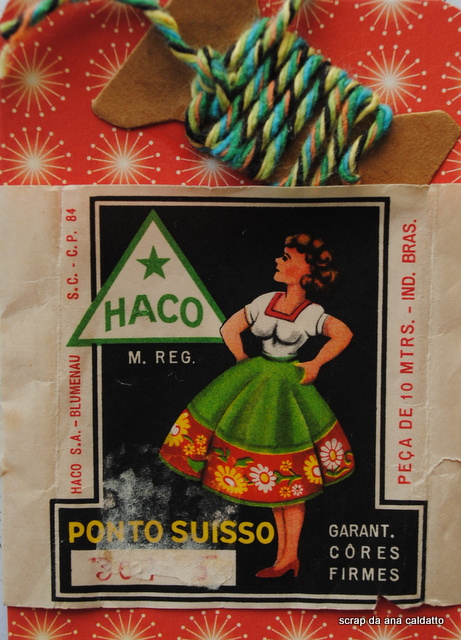 S.C. - C.P. 84
HACO S.A. - BLUMENAU
HACO
M. REG.
PEÇA DE 10 MTRS. - IND. BRAS.
PONTO SUISSO
GARANT.
CÔRES
FIRMES
scrap da ana caldatto